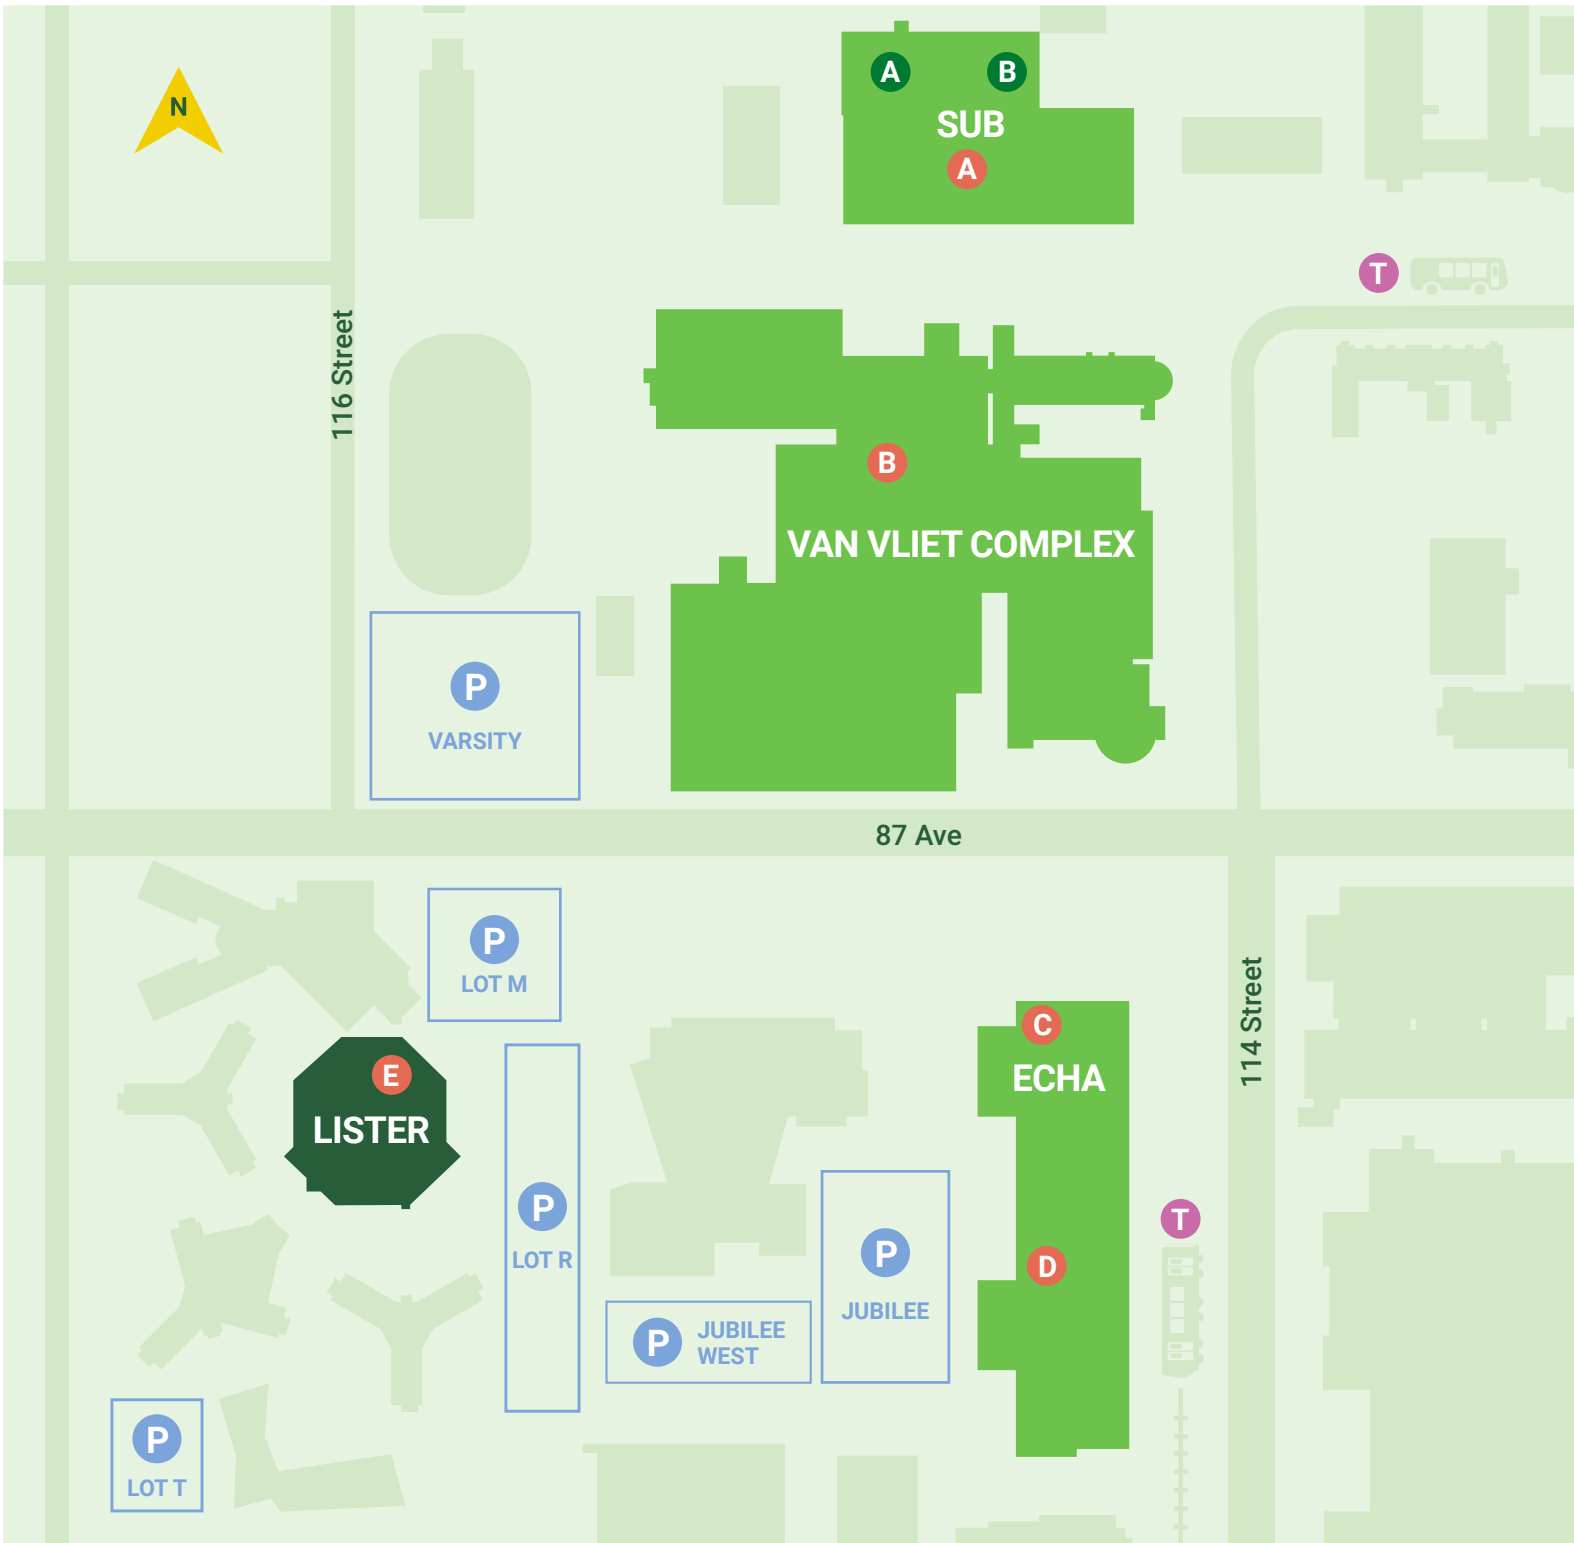 A
B
SUB
A
N
T
116 Street
B
VAN VLIET COMPLEX
P
VARSITY
87 Ave
P
LOT M
C
ECHA
114 Street
E
LISTER
P
LOT R
T
P
JUBILEE
D
P
JUBILEE
WEST
P
LOT T